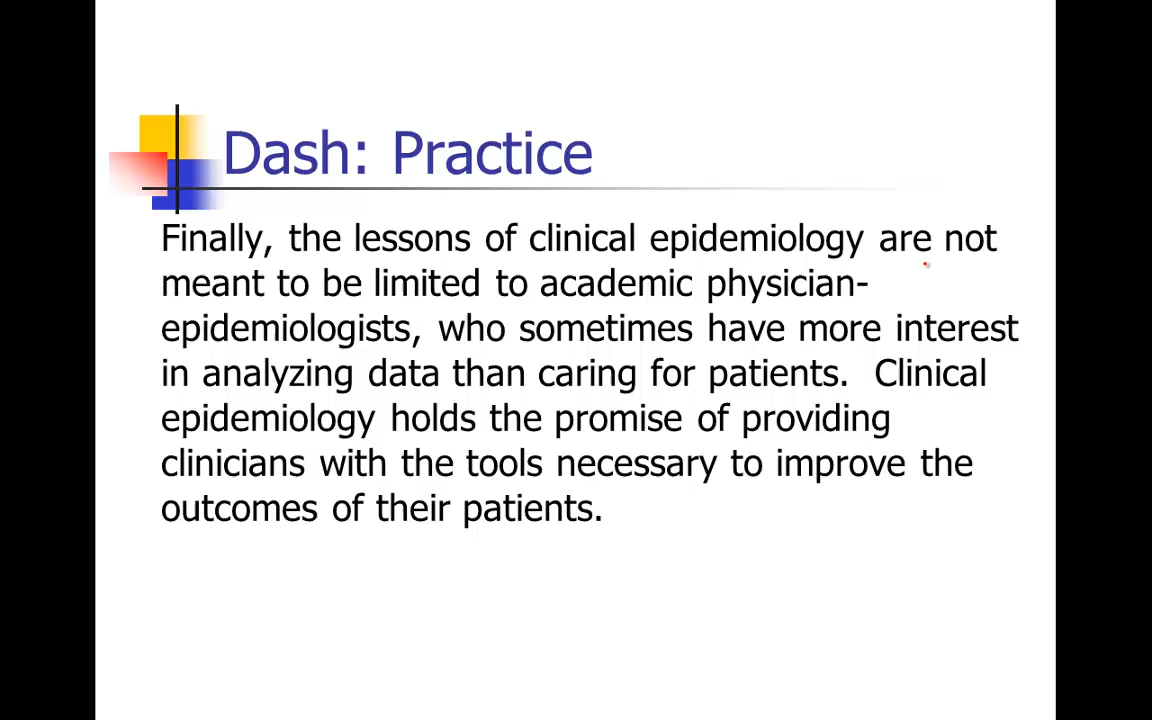 Dash: Practice
Finally, the lessons of clinical epidemiology are not
meant to be limited to academic physician-
epidemiologists, who sometimes have more interest
in analyzing data than caring for patients.  Clinical
epidemiology holds the promise of providing
clinicians with the tools necessary to improve the
outcomes of their patients.